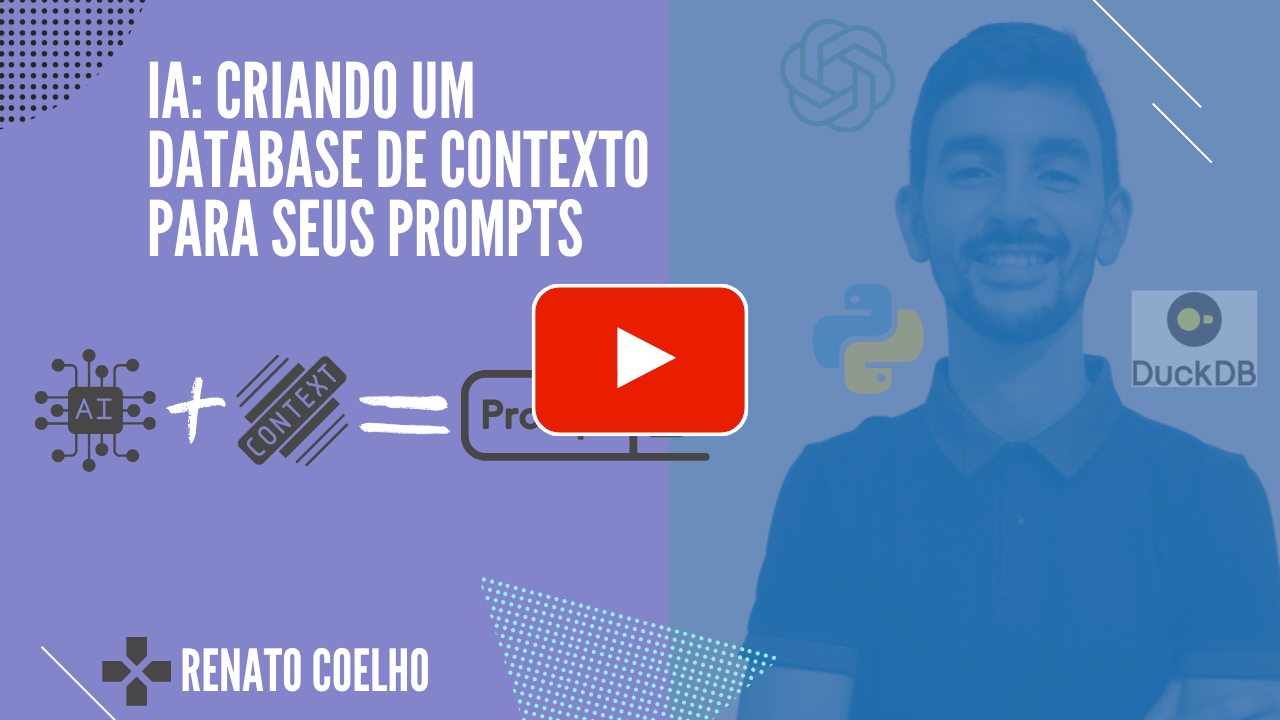 IA: CRIANDO UM
DATABASE DE CONTEXTO
PARA SEUS PROMPTS
AI
CONTEXT
DuckDB
RENATO COELHO